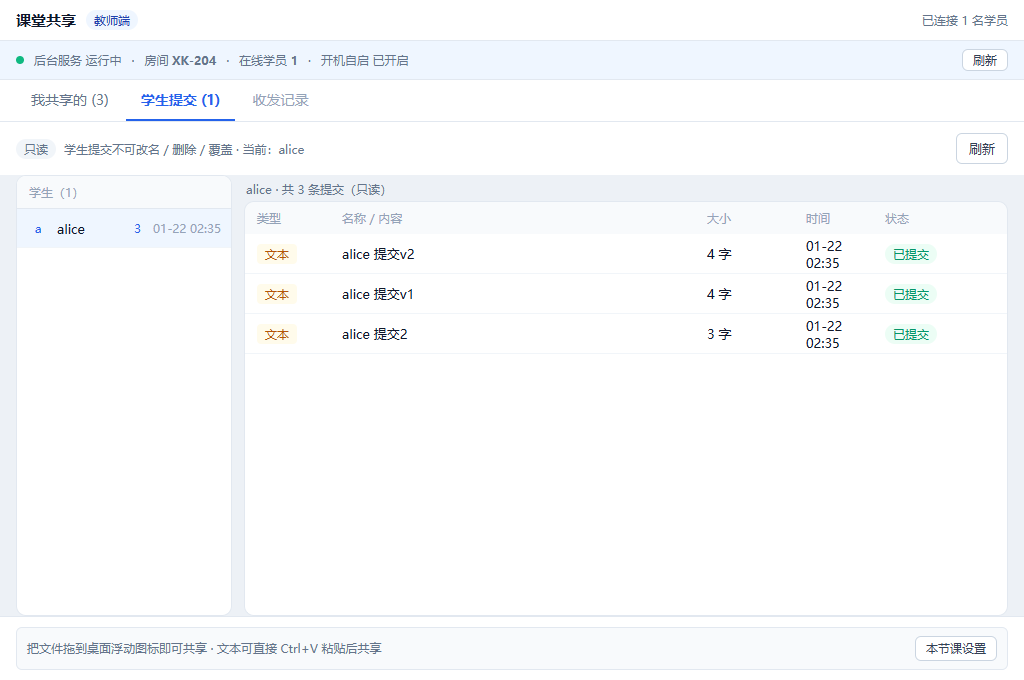 课堂共享 教师端 已连接 1 名学员
后台服务 运行中 · 房间 XK-204 · 在线学员 1 · 开机自启 已开启 刷新
我共享的 (3) 学生提交 (1) 收发记录
只读 学生提交不可改名 / 删除 / 覆盖 · 当前：alice 刷新
学生（1）
a alice 3 01-22 02:35
alice · 共 3 条提交（只读）
类型 名称 / 内容 大小 时间 状态
文本 alice 提交v2 4 字 01-22 02:35 已提交
文本 alice 提交v1 4 字 01-22 02:35 已提交
文本 alice 提交2 3 字 01-22 02:35 已提交
把文件拖到桌面浮动图标即可共享 · 文本可直接 Ctrl+V 粘贴后共享 本节课设置